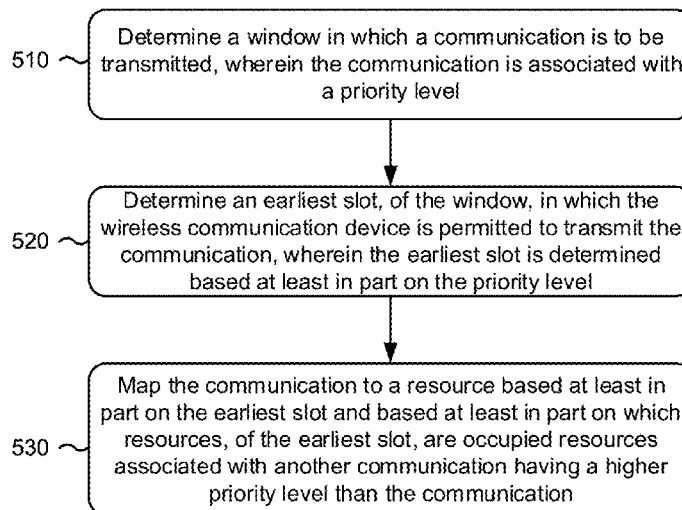 510
Determine a window in which a communication is to be
transmitted, wherein the communication is associated with
a priority level
520
Determine an earliest slot, of the window, in which the
wireless communication device is permitted to transmit the
communication, wherein the earliest slot is determined
based at least in part on the priority level
530
Map the communication to a resource based at least in
part on the earliest slot and based at least in part on which
resources, of the earliest slot, are occupied resources
associated with another communication having a higher
priority level than the communication